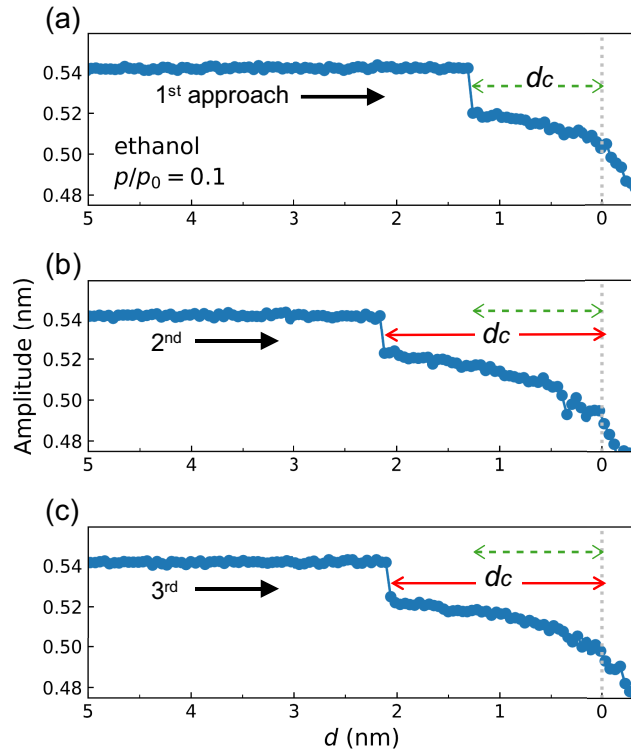 (a)
0.54
0.52
0.50
0.48
1st approach
dc
ethanol
p/p0 = 0.1
5
4
3
2
1
0
(b)
Amplitude (nm)
0.54
0.52
0.50
0.48
2nd
dc
5
4
3
2
1
0
(c)
0.54
0.52
0.50
0.48
3rd
dc
5
4
3
2
1
0
d (nm)